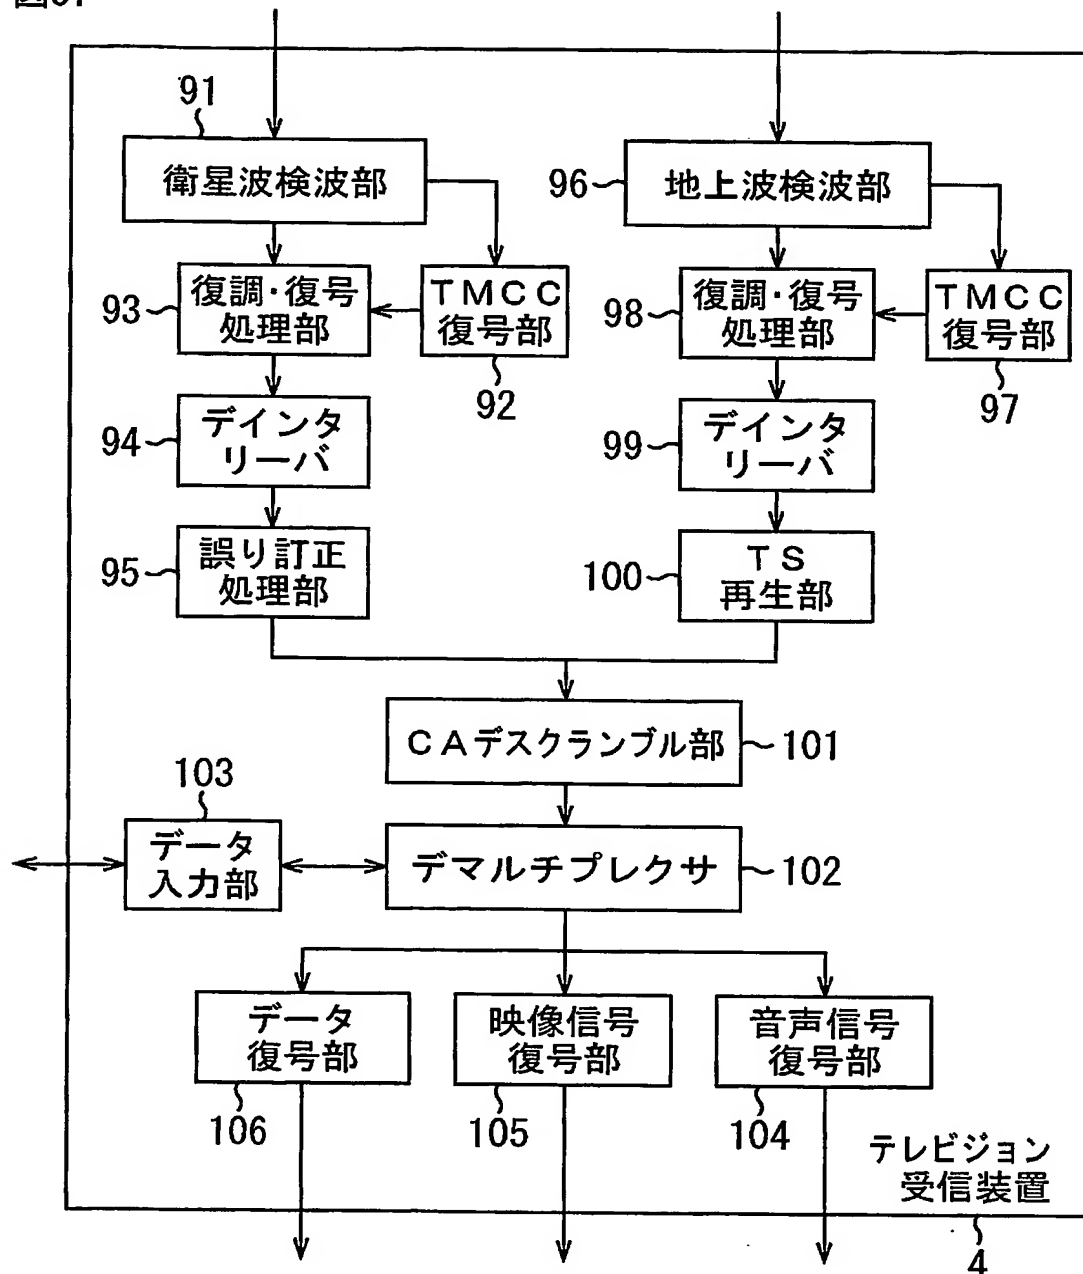 91
衛星波検波部
96
地上波検波部
93
復調・復号
処理部
TMCC
復号部
92
98
復調・復号
処理部
TMCC
復号部
97
94
デインタ
リーバ
99
デインタ
リーバ
95
誤り訂正
処理部
100
TS
再生部
CAデスクランブル部
101
103
データ
入力部
デマルチプレクサ
102
データ
復号部
106
映像信号
復号部
105
音声信号
復号部
104
テレビジョン
受信装置
4